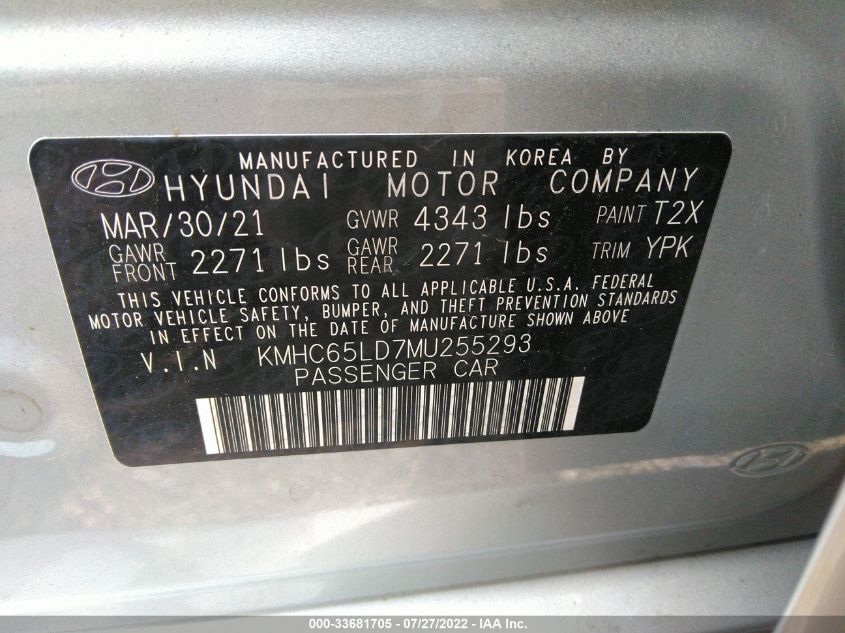 MANUFACTURED IN KOREA BY
HYUNDAI MOTOR COMPANY
MAR/30/21 GVWR 4343 lbs PAINT T2X
GAWR FRONT 2271 lbs GAWR REAR 2271 lbs TRIM YPK
THIS VEHICLE CONFORMS TO ALL APPLICABLE U.S.A. FEDERAL
MOTOR VEHICLE SAFETY, BUMPER, AND THEFT PREVENTION STANDARDS
IN EFFECT ON THE DATE OF MANUFACTURE SHOWN ABOVE
V.I.N KMHC65LD7MU255293
PASSENGER CAR
000-33681705 - 07/27/2022 - IAA Inc.